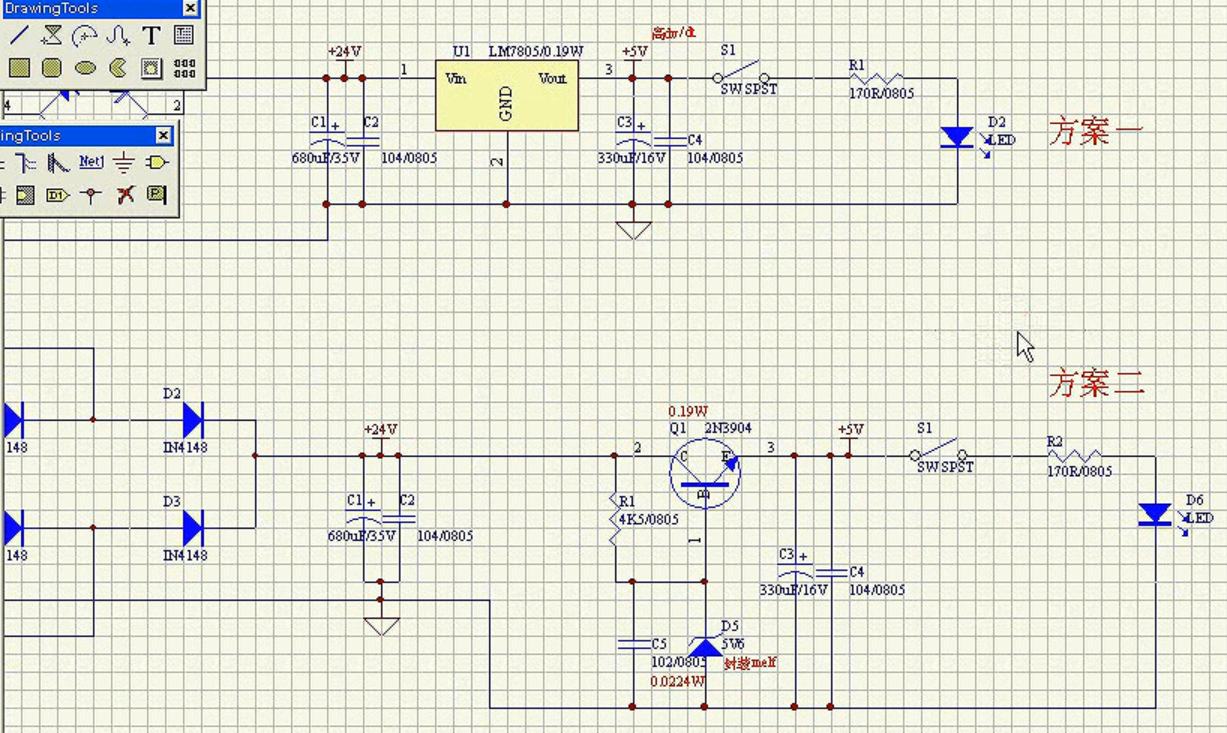 DrawingTools
T
4
2
ingTools
Net1
D1
+24V
U1 LM7805/0.19W
+5V
高dv/dt
S1
1
Vin
Vout
3
GND
2
SW SPST
R1
170R/0805
C1
+
C2
680uF/35V
104/0805
C3
+
C4
330uF/16V
104/0805
D2
LED
方案一
方案二
D2
148
IN4148
D3
148
IN4148
+24V
C1
+
C2
680uF/35V
104/0805
0.19W
Q1 2N3904
2
C
E
B
3
1
R1
4K5/0805
+5V
S1
SW SPST
R2
170R/0805
D6
LED
C3
+
C4
330uF/16V
104/0805
C5
102/0805
0.0224W
D5
5V6
封装melf